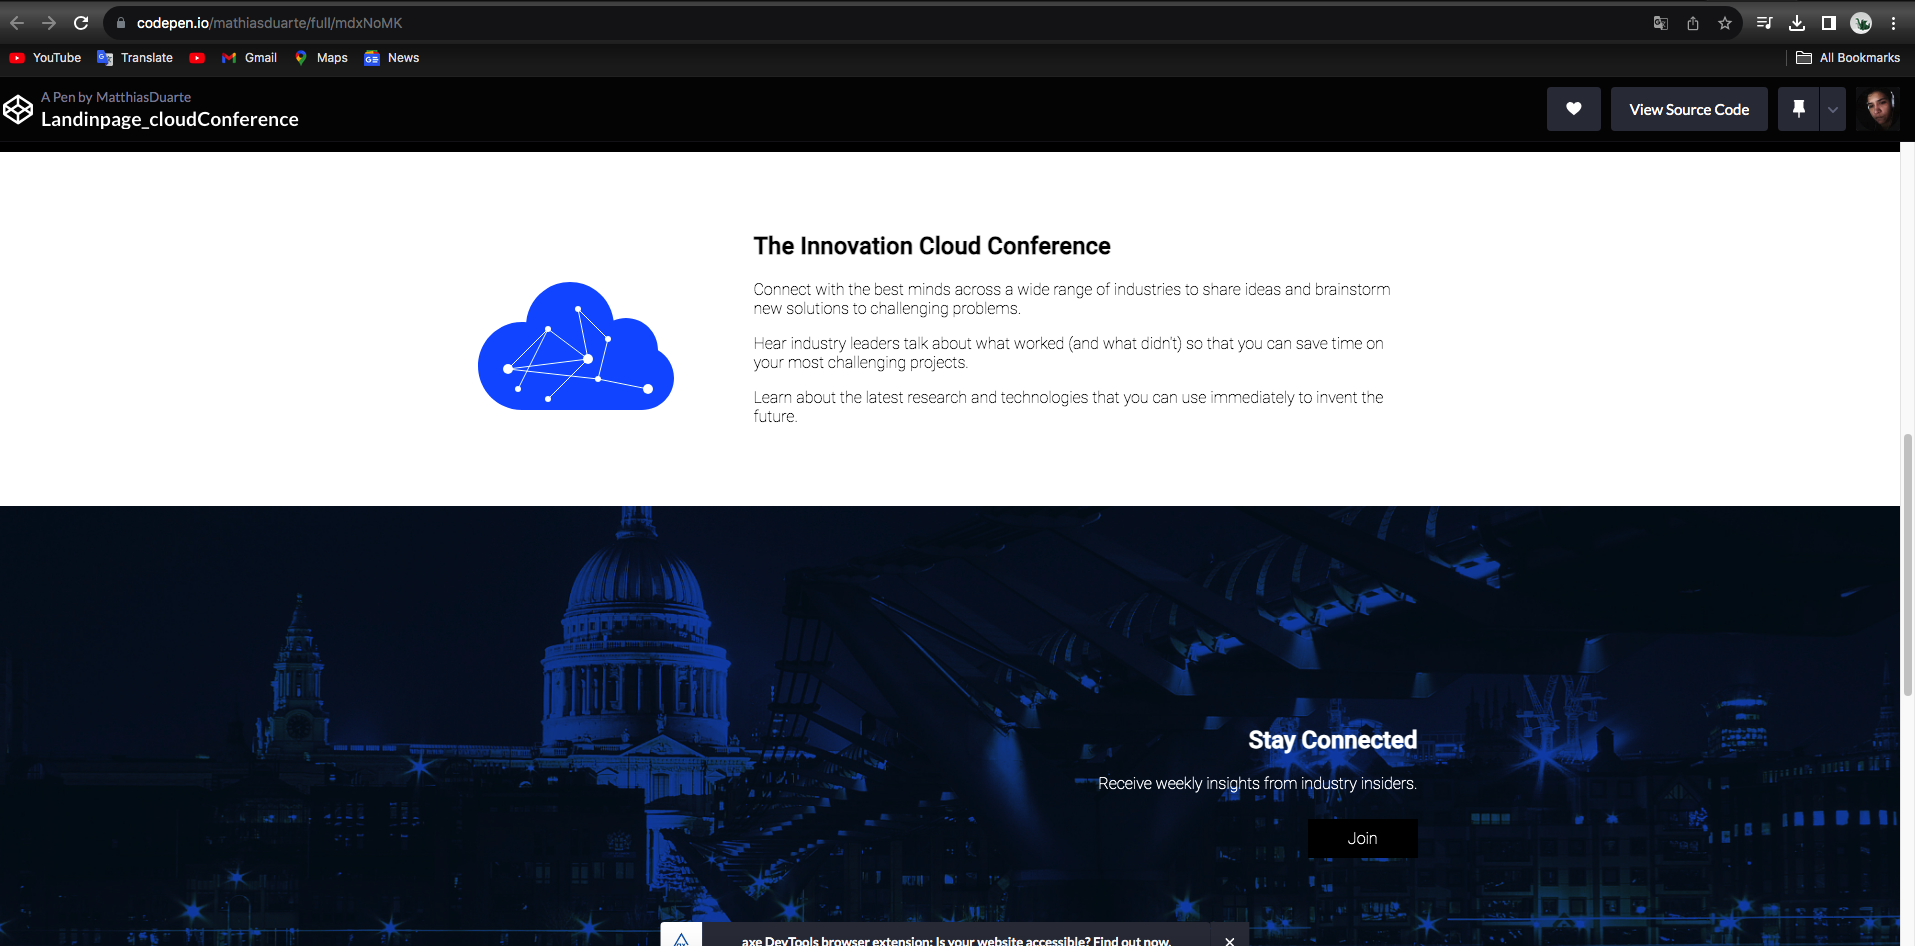 codepen.io/mathiasduarte/full/mdxNoMK
YouTube Translate Gmail Maps News All Bookmarks
A Pen by MatthiasDuarte
Landinpage_cloudConference
View Source Code
The Innovation Cloud Conference
Connect with the best minds across a wide range of industries to share ideas and brainstorm
new solutions to challenging problems.
Hear industry leaders talk about what worked (and what didn't) so that you can save time on
your most challenging projects.
Learn about the latest research and technologies that you can use immediately to invent the
future.
Stay Connected
Receive weekly insights from industry insiders.
Join
axe DevTools browser extension: Is your website accessible? Find out now.